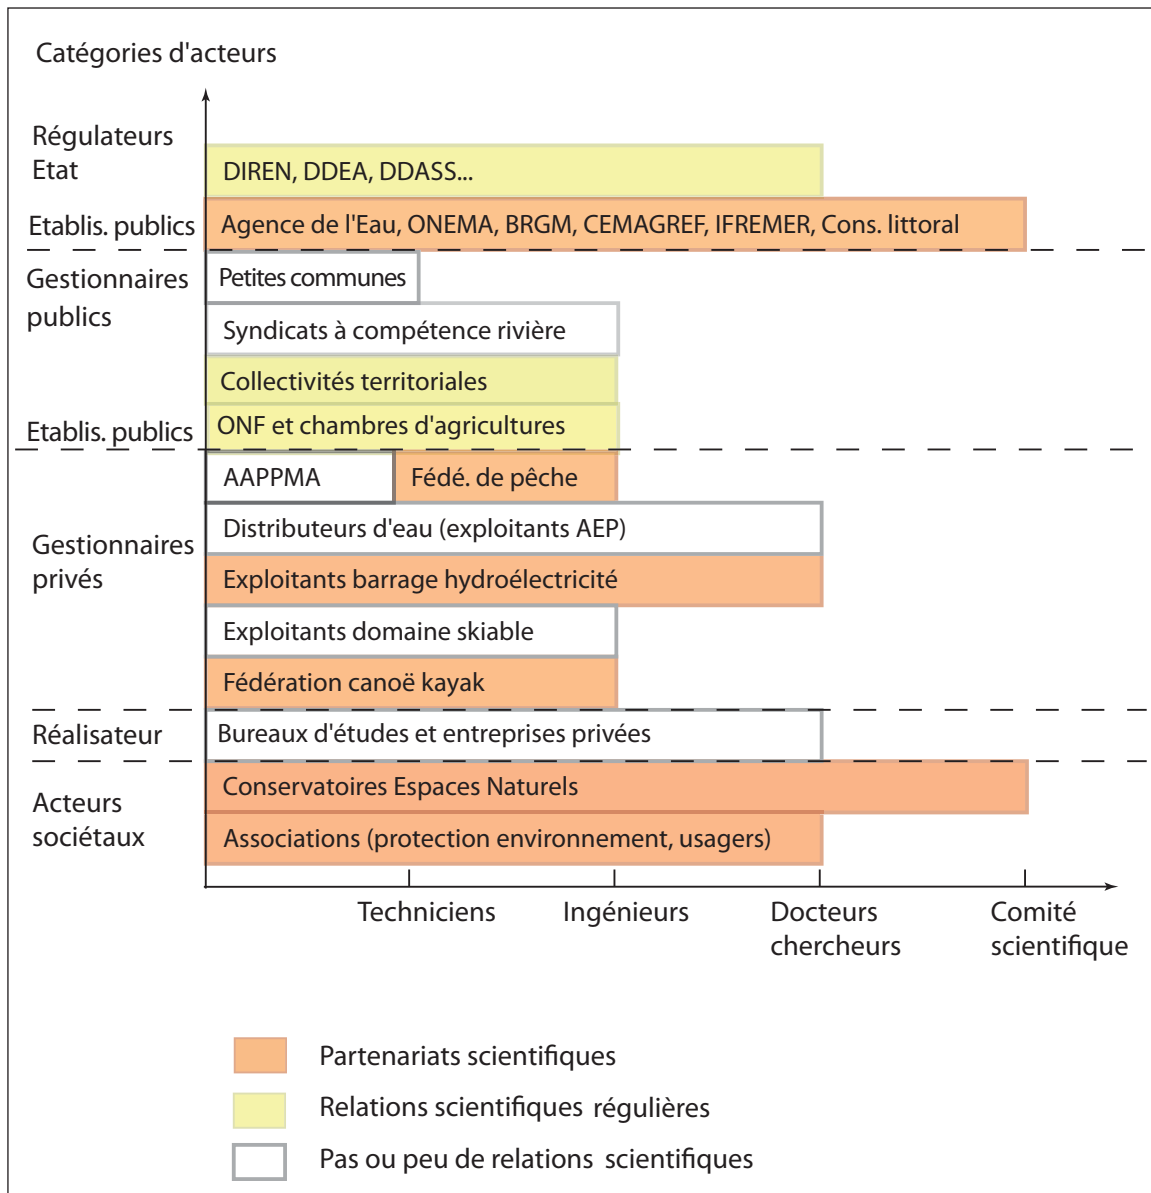 Catégories d'acteurs
Régulateurs
Etat
DIREN, DDEA, DDASS...
Etablis. publics
Agence de l'Eau, ONEMA, BRGM, CEMAGREF, IFREMER, Cons. littoral
Gestionnaires
publics
Petites communes
Syndicats à compétence rivière
Collectivités territoriales
Etablis. publics
ONF et chambres d'agricultures
AAPPMA
Fédé. de pêche
Gestionnaires
privés
Distributeurs d'eau (exploitants AEP)
Exploitants barrage hydroélectricité
Exploitants domaine skiable
Fédération canoë kayak
Réalisateur
Bureaux d'études et entreprises privées
Acteurs
sociétaux
Conservatoires Espaces Naturels
Associations (protection environnement, usagers)
Techniciens
Ingénieurs
Docteurs
chercheurs
Comité
scientifique
Partenariats scientifiques
Relations scientifiques régulières
Pas ou peu de relations scientifiques